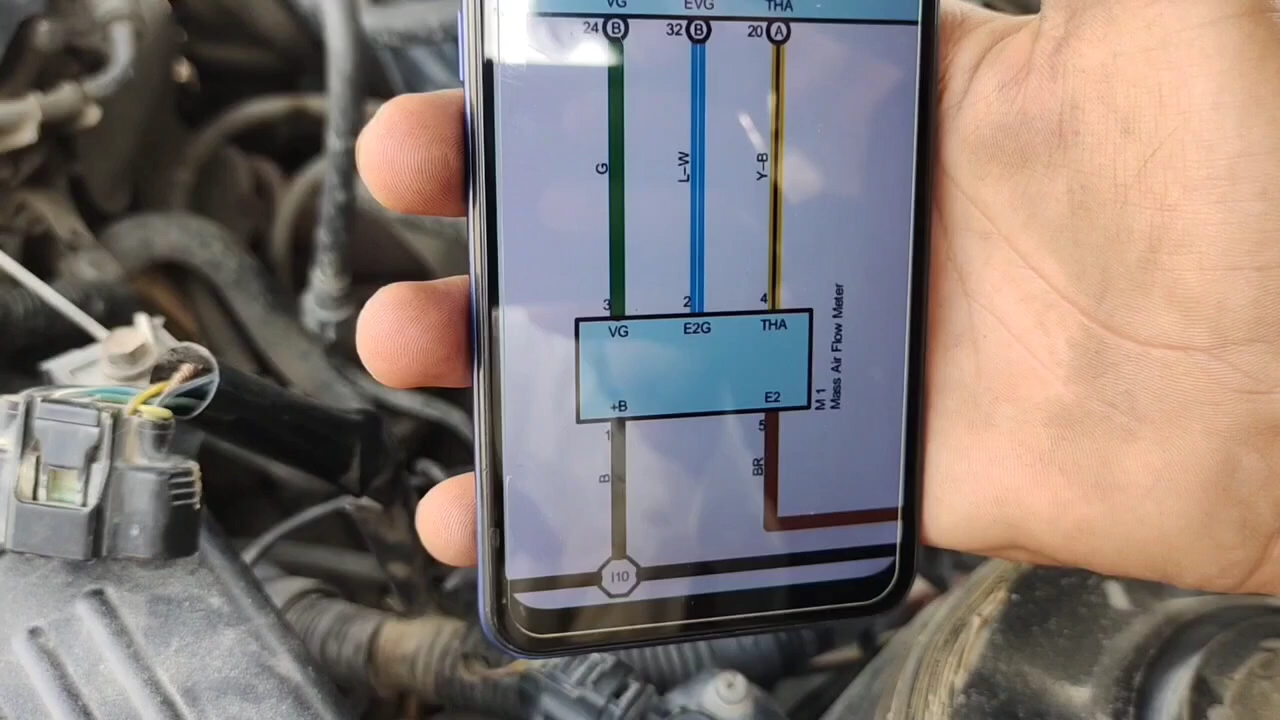 VG EVG THA
24 B 32 B 20 A
G L-W Y-B
3 2 4
VG E2G THA
+B E2
M 1
Mass Air Flow Meter
1 5
B BR
I10